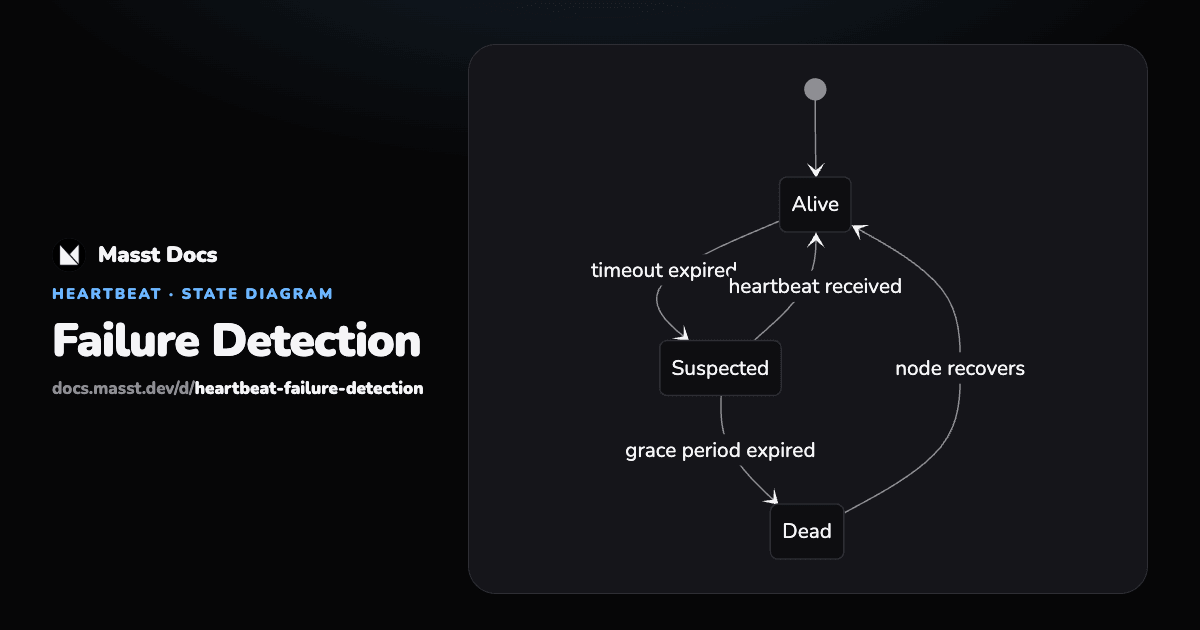 Masst Docs
HEARTBEAT · STATE DIAGRAM
Failure Detection
docs.masst.dev/d/heartbeat-failure-detection
Alive
timeout expired
heartbeat received
Suspected
node recovers
grace period expired
Dead